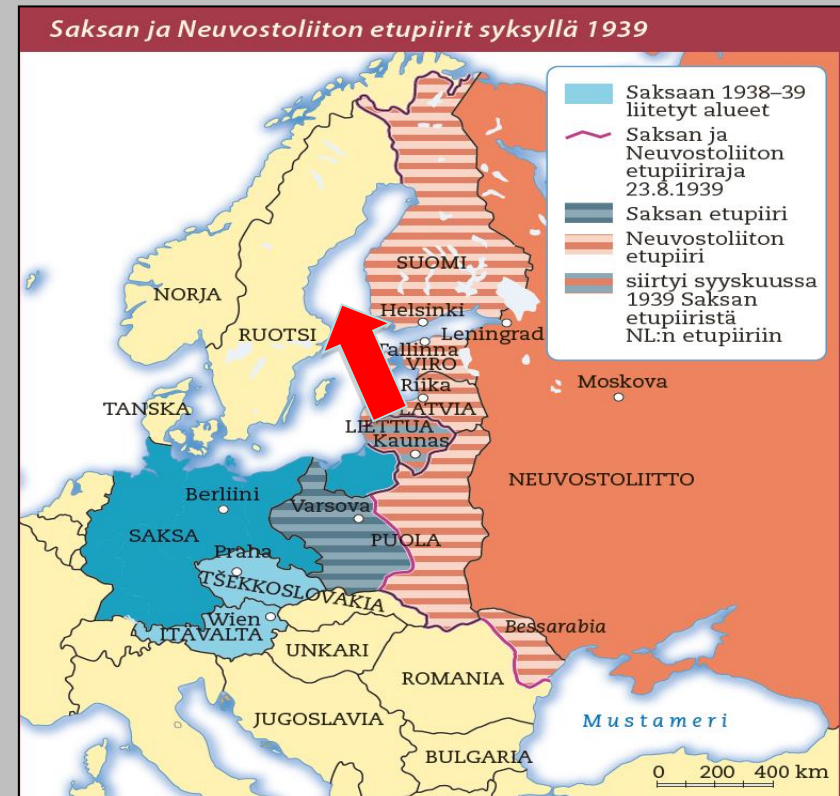 Saksan ja Neuvostoliiton etupiirit syksyllä 1939
Saksaan 1938–39
liitetyt alueet
Saksan ja
Neuvostoliiton
etupiiriraja
23.8.1939
Saksan etupiiri
Neuvostoliiton
etupiiri
siirtyi syyskuussa
1939 Saksan
etupiiristä
NL:n etupiiriin
SUOMI
NORJA
Helsinki
RUOTSI
Leningrad
Tallinna
VIRO
Riika
Moskova
TANSKA
LATVIA
LIETTUA
Kaunas
NEUVOSTOLIITTO
Berliini
Varsova
SAKSA
PUOLA
Praha
TŠEKKOSLOVAKIA
Wien
ITÄVALTA
Bessarabia
UNKARI
ROMANIA
JUGOSLAVIA
Mustameri
BULGARIA
0 200 400 km